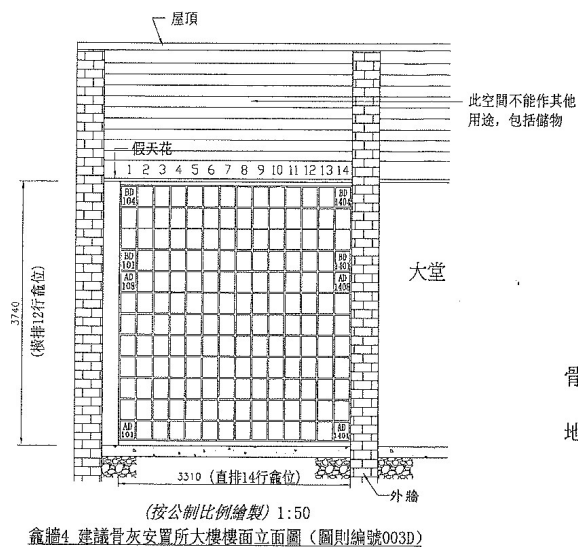 屋頂
此空間不能作其他
用途，包括儲物
假天花
1 2 3 4 5 6 7 8 9 10 11 12 13 14
BD
104
BD
1404
BD
101
BD
1401
AD
108
AD
1408
大堂
3740
(橫排12行龕位)
骨
地
AD
101
AD
1401
3310 (直排14行龕位)
外牆
(按公制比例繪製) 1:50
龕牆4 建議骨灰安置所大樓樓面立面圖 (圖則編號003D)